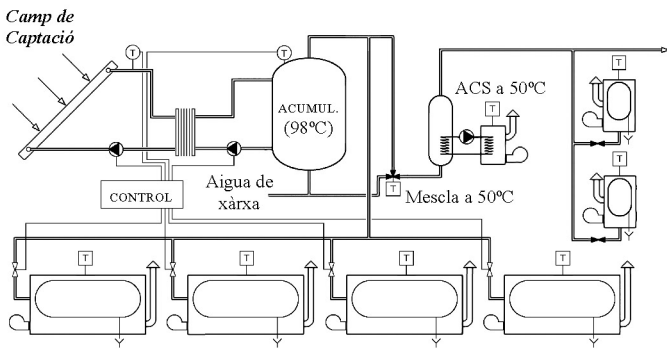 Camp de
Captació
T
T
T
ACUMUL.
(98ºC)
ACS a 50ºC
T
T
Aigua de
xàrxa
T
Mescla a 50ºC
CONTROL
T
T
T
T